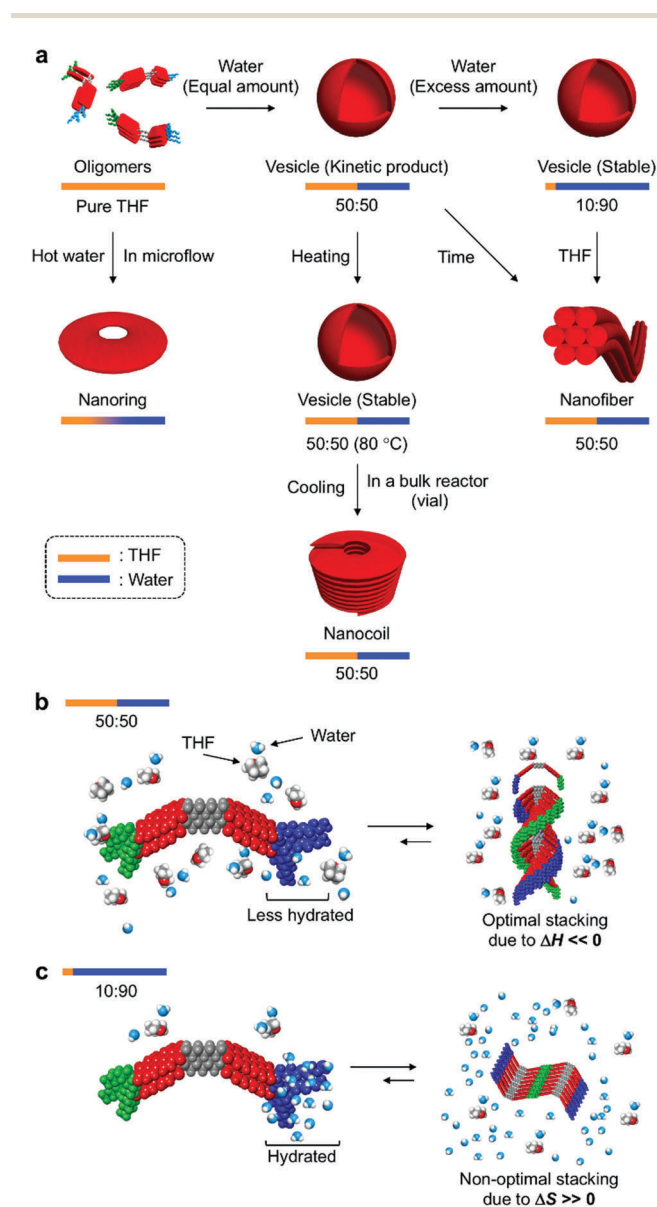 a
Water
(Equal amount)
Water
(Excess amount)
Oligomers
Vesicle (Kinetic product)
Vesicle (Stable)
Pure THF
50:50
10:90
Hot water
In microflow
Heating
Time
THF
Nanoring
Vesicle (Stable)
Nanofiber
50:50 (80 °C)
50:50
Cooling
In a bulk reactor
(vial)
: THF
: Water
Nanocoil
50:50
b
50:50
THF
Water
Less hydrated
Optimal stacking
due to ΔH << 0
c
10:90
Hydrated
Non-optimal stacking
due to ΔS >> 0